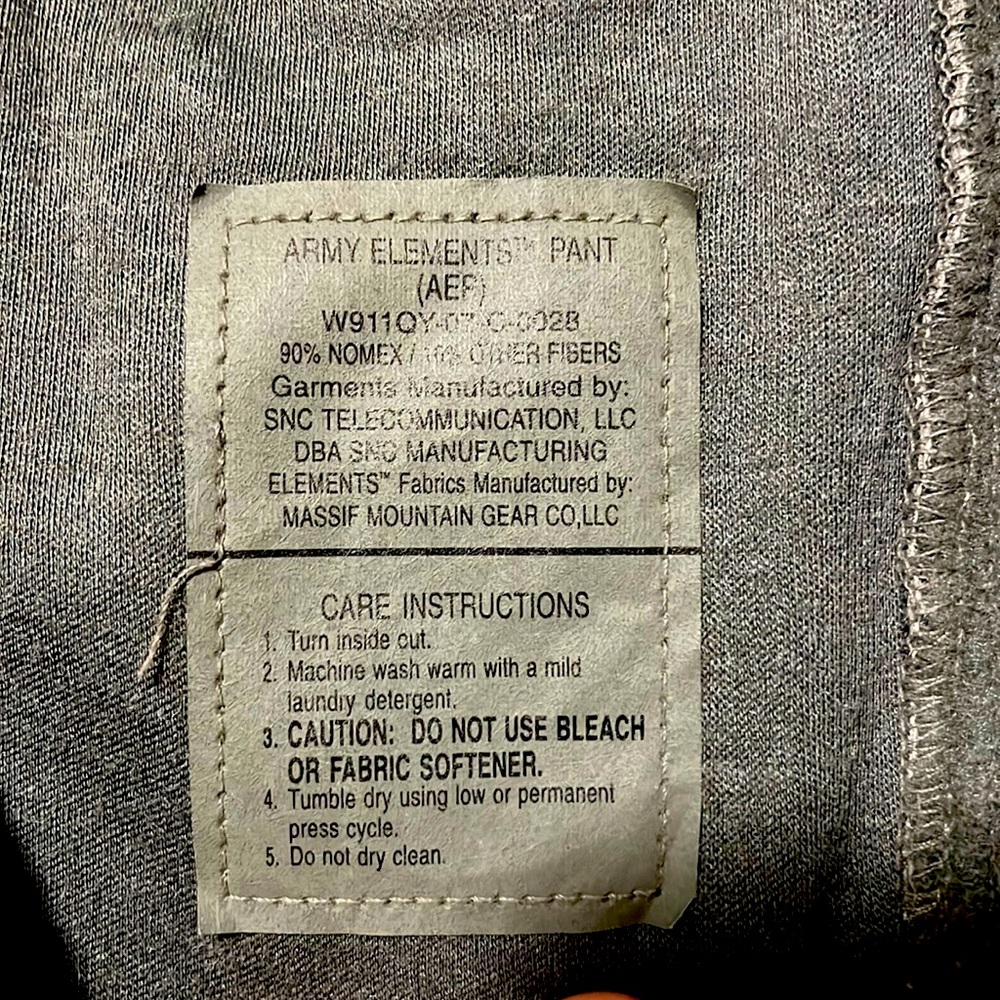 ARMY ELEMENTS™ PANT
(AEP)
W911QY-07-C-0028
90% NOMEX / 10% OTHER FIBERS
Garments Manufactured by:
SNC TELECOMMUNICATION, LLC
DBA SNC MANUFACTURING
ELEMENTS™ Fabrics Manufactured by:
MASSIF MOUNTAIN GEAR CO,LLC
CARE INSTRUCTIONS
1. Turn inside out.
2. Machine wash warm with a mild
laundry detergent.
3. CAUTION: DO NOT USE BLEACH
OR FABRIC SOFTENER.
4. Tumble dry using low or permanent
press cycle.
5. Do not dry clean.